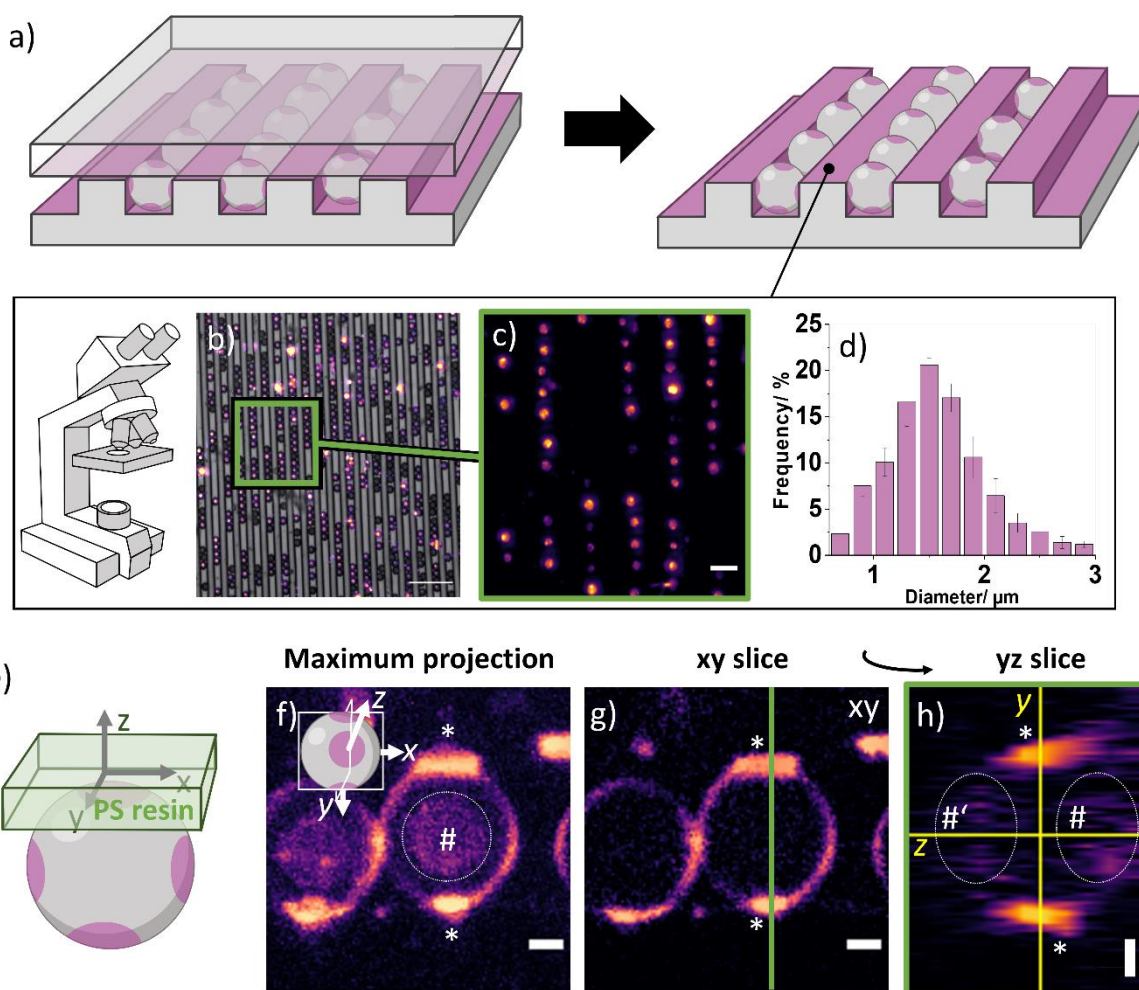 a)
b)
c)
d)
25
20
15
10
5
0
Frequency/ %
1 2 3
Diameter/ µm
Maximum projection xy slice yz slice
)
z
x
y
PS resin
f)
z
x
y
*
#
*
g)
xy
*
*
h)
y
*
#‘ #
z
*